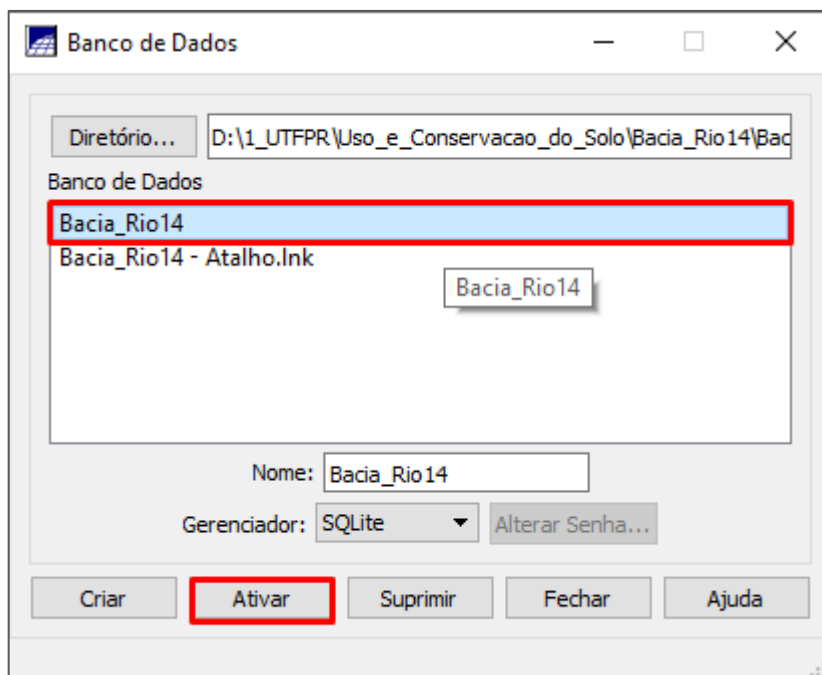 Banco de Dados
Diretório... D:\1_UTFPR\Uso_e_Conservacao_do_Solo\Bacia_Rio14\Bac
Banco de Dados
Bacia_Rio14
Bacia_Rio14 - Atalho.lnk
Bacia_Rio14
Nome: Bacia_Rio14
Gerenciador: SQLite Alterar Senha...
Criar Ativar Suprimir Fechar Ajuda